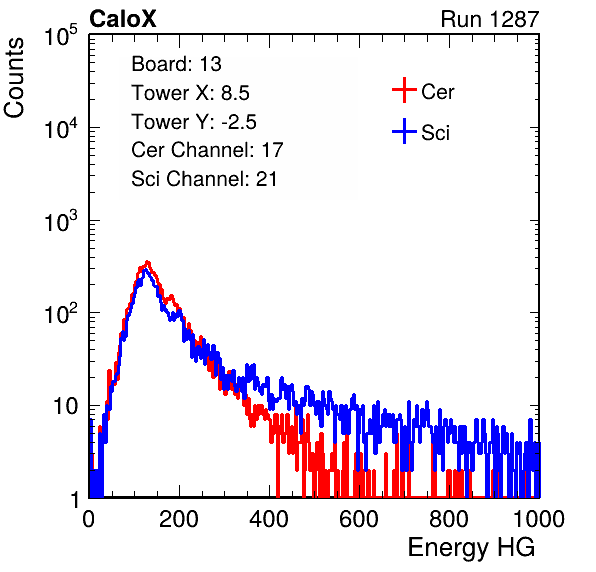 CaloX Run 1287
Counts
Board: 13
Tower X: 8.5
Tower Y: -2.5
Cer Channel: 17
Sci Channel: 21
Cer
Sci
10^5
10^4
10^3
10^2
10
1
0 200 400 600 800 1000
Energy HG